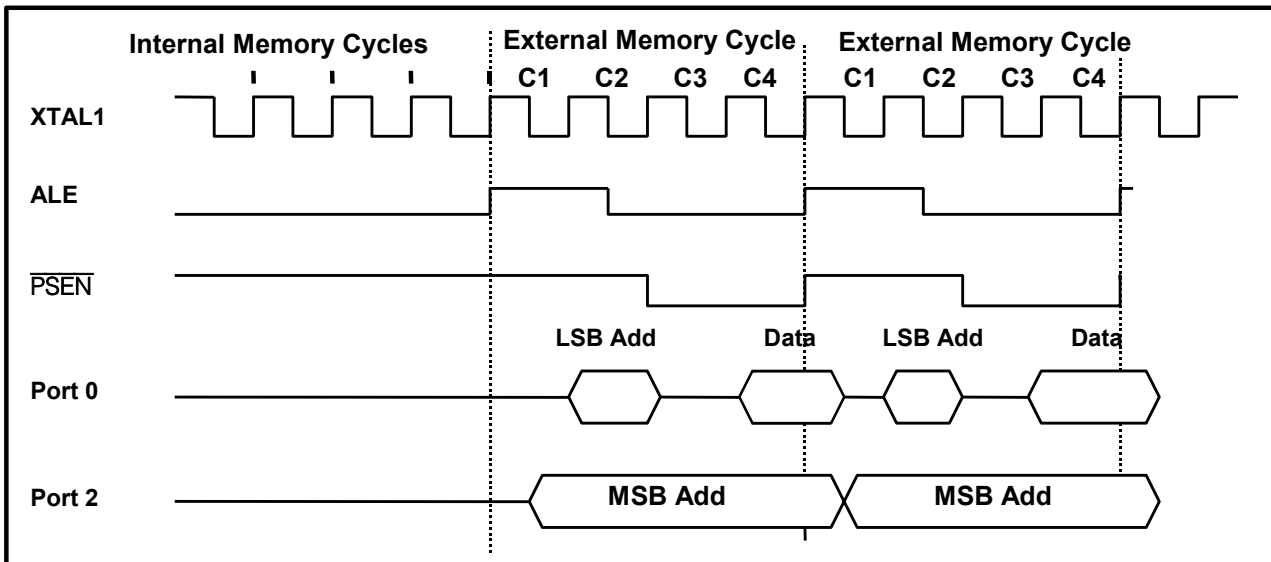 Internal Memory Cycles External Memory Cycle External Memory Cycle
C1 C2 C3 C4 C1 C2 C3 C4
XTAL1
ALE
PSEN
LSB Add Data LSB Add Data
Port 0
Port 2 MSB Add MSB Add